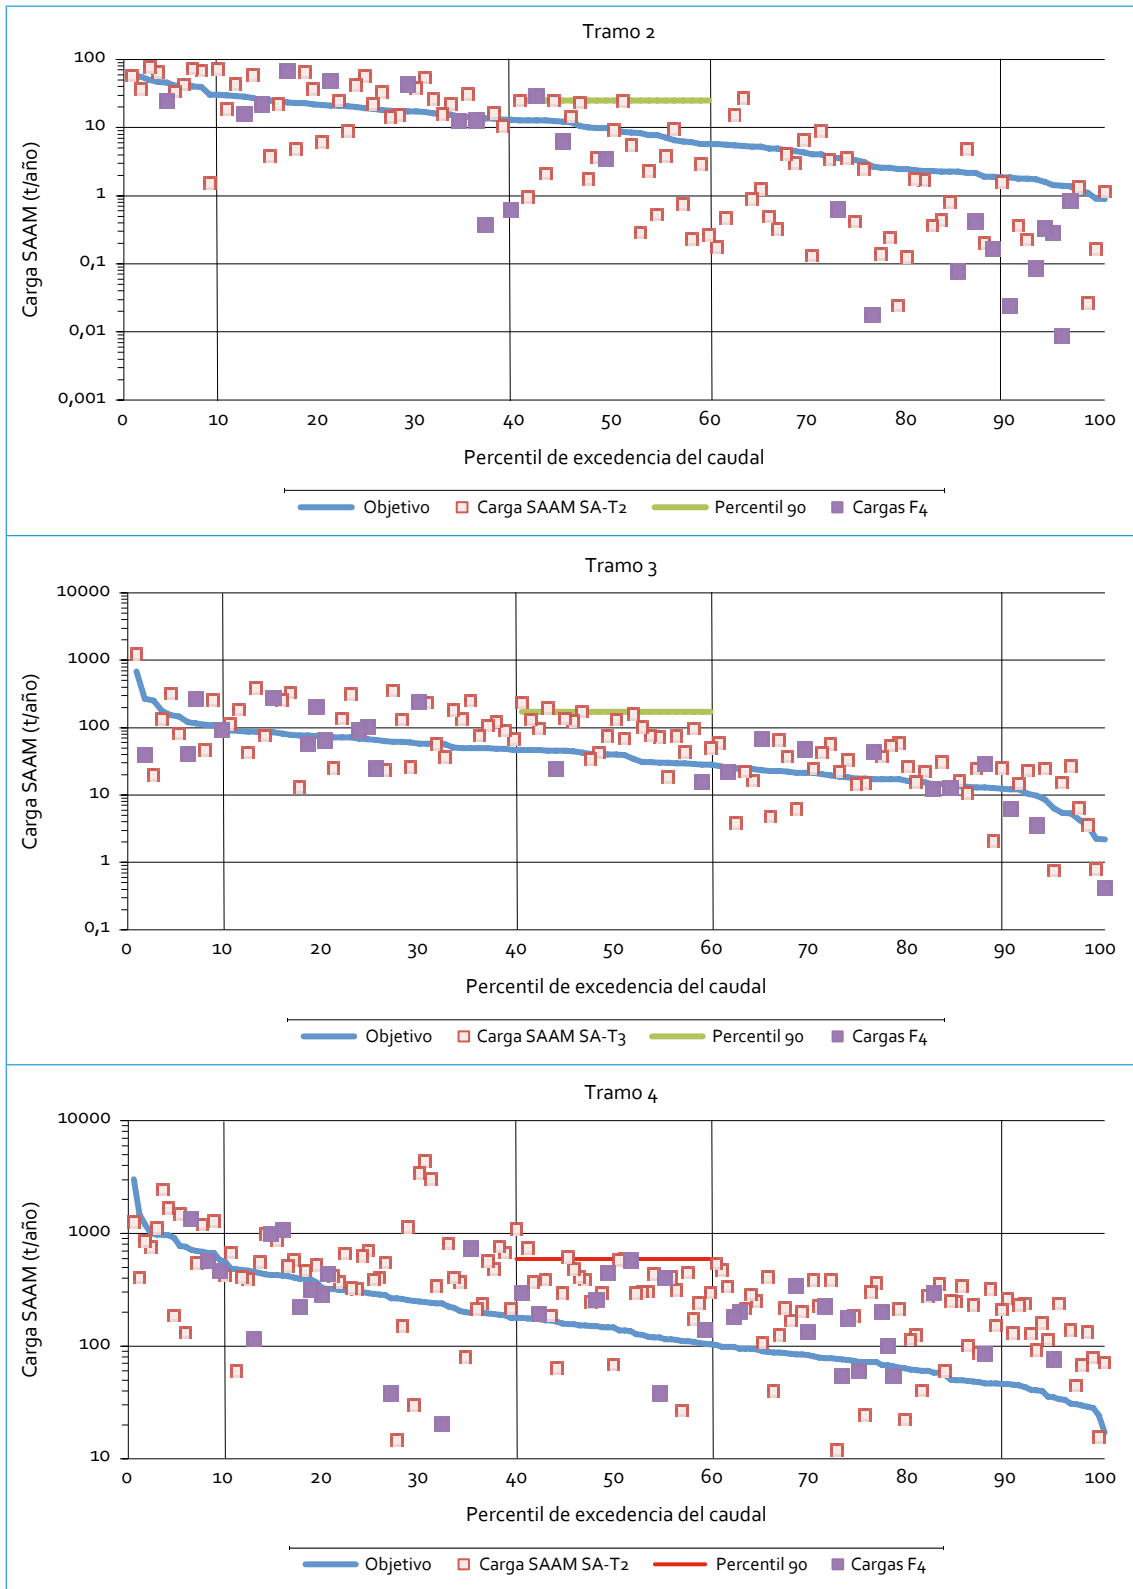 Tramo 2
100
10
1
0,1
0,01
0,001
Carga SAAM (t/año)
0 10 20 30 40 50 60 70 80 90 100
Percentil de excedencia del caudal
Objetivo Carga SAAM SA-T2 Percentil 90 Cargas F4
Tramo 3
10000
1000
100
10
1
0,1
Carga SAAM (t/año)
0 10 20 30 40 50 60 70 80 90 100
Percentil de excedencia del caudal
Objetivo Carga SAAM SA-T3 Percentil 90 Cargas F4
Tramo 4
10000
1000
100
10
Carga SAAM (t/año)
0 10 20 30 40 50 60 70 80 90 100
Percentil de excedencia del caudal
Objetivo Carga SAAM SA-T2 Percentil 90 Cargas F4